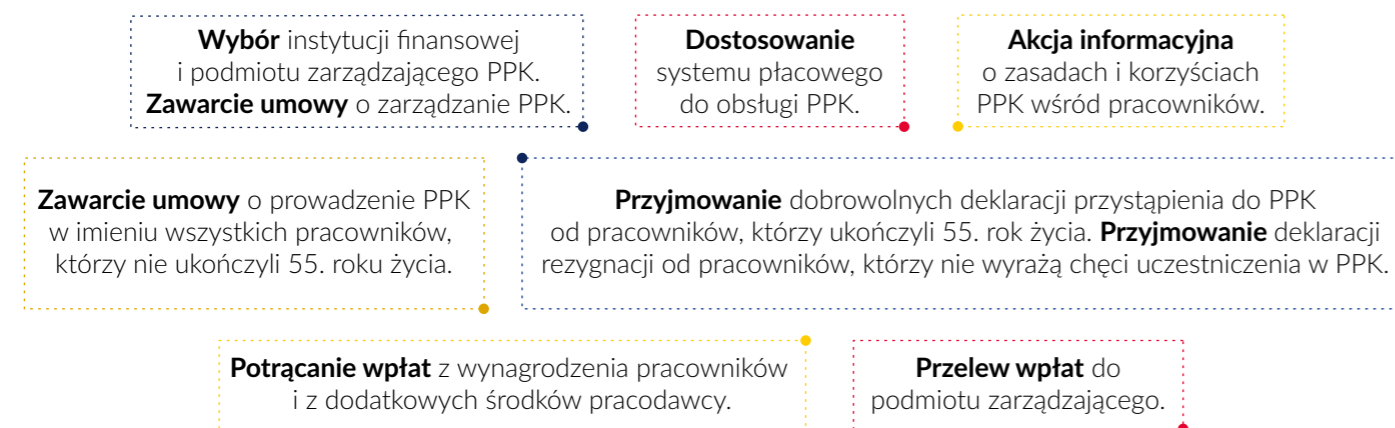 Wybór instytucji finansowej
i podmiotu zarządzającego PPK.
Zawarcie umowy o zarządzanie PPK.
Dostosowanie
systemu płacowego
do obsługi PPK.
Akcja informacyjna
o zasadach i korzyściach
PPK wśród pracowników.
Zawarcie umowy o prowadzenie PPK
w imieniu wszystkich pracowników,
którzy nie ukończyli 55. roku życia.
Przyjmowanie dobrowolnych deklaracji przystąpienia do PPK
od pracowników, którzy ukończyli 55. rok życia. Przyjmowanie deklaracji
rezygnacji od pracowników, którzy nie wyrażą chęci uczestniczenia w PPK.
Potrącanie wpłat z wynagrodzenia pracowników
i z dodatkowych środków pracodawcy.
Przelew wpłat do
podmiotu zarządzającego.